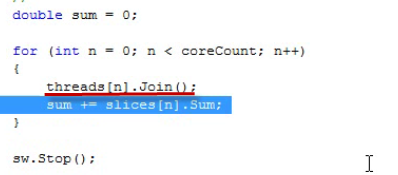 double sum = 0;
for (int n = 0; n < coreCount; n++)
{
threads[n].Join();
sum += slices[n].Sum;
}
sw.Stop();